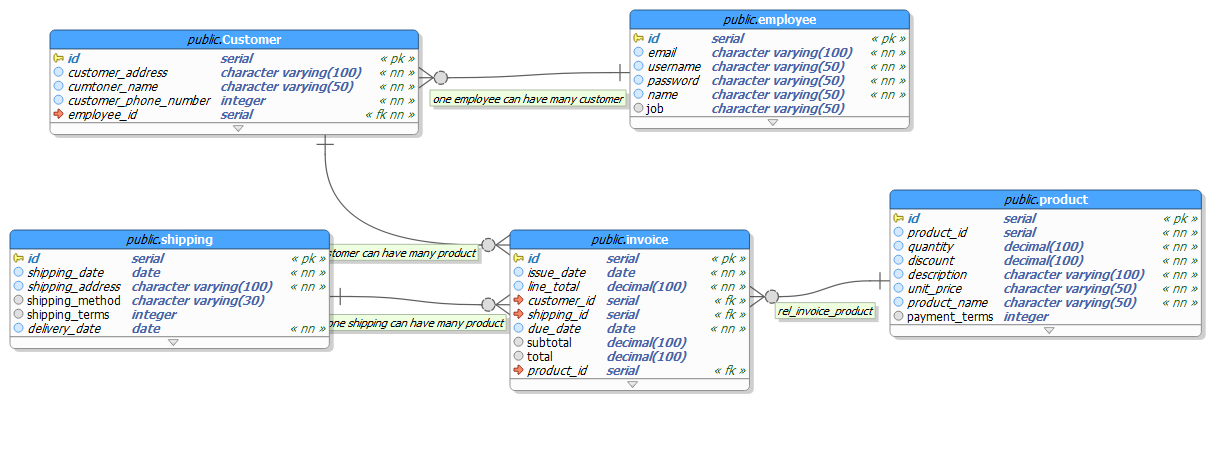 public.Customer
id serial « pk »
customer_address character varying(100) « nn »
cumtoner_name character varying(50) « nn »
customer_phone_number integer « nn »
employee_id serial « fk nn »
public.employee
id serial « pk »
email character varying(100) « nn »
username character varying(50) « nn »
password character varying(50) « nn »
name character varying(50) « nn »
job character varying(50)
one employee can have many customer
public.shipping
id serial « pk »
shipping_date date « nn »
shipping_address character varying(100) « nn »
shipping_method character varying(30)
shipping_terms integer
delivery_date date « nn »
stomer can have many product
one shipping can have many product
public.invoice
id serial « pk »
issue_date date « nn »
line_total decimal(100) « nn »
customer_id serial « fk »
shipping_id serial « fk »
due_date date « nn »
subtotal decimal(100)
total decimal(100)
product_id serial « fk »
rel_invoice_product
public.product
id serial « pk »
product_id serial « nn »
quantity decimal(100) « nn »
discount decimal(100) « nn »
description character varying(100) « nn »
unit_price character varying(50) « nn »
product_name character varying(50) « nn »
payment_terms integer